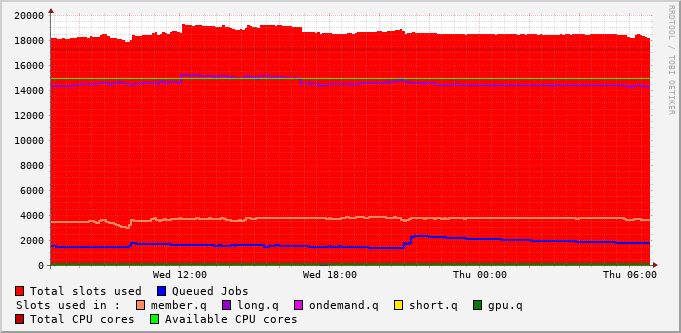 20000
18000
16000
14000
12000
10000
8000
6000
4000
2000
0
Wed 12:00 Wed 18:00 Thu 00:00 Thu 06:00
Total slots used Queued Jobs
Slots used in : member.q long.q ondemand.q short.q gpu.q
Total CPU cores Available CPU cores
RRDTOOL / TOBI OETIKER